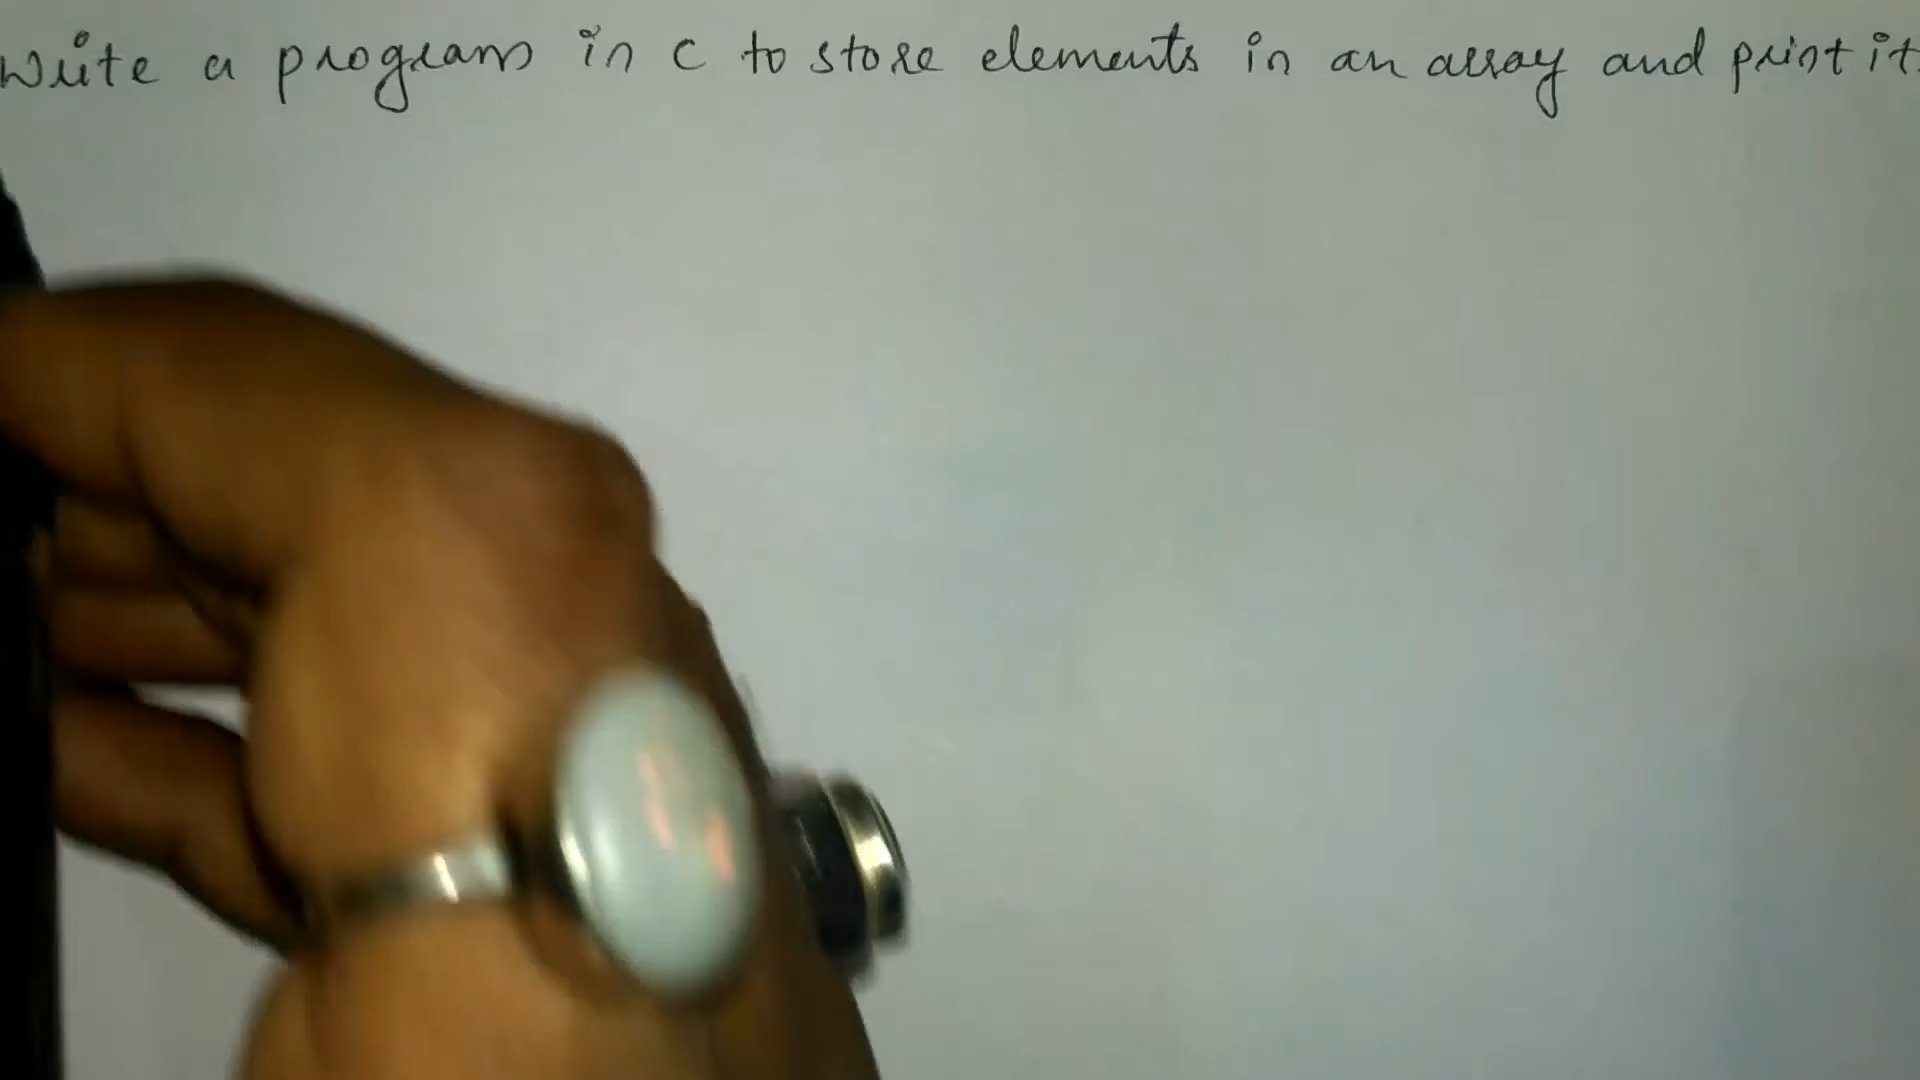 Write a program in c to store elements in an array and print it.